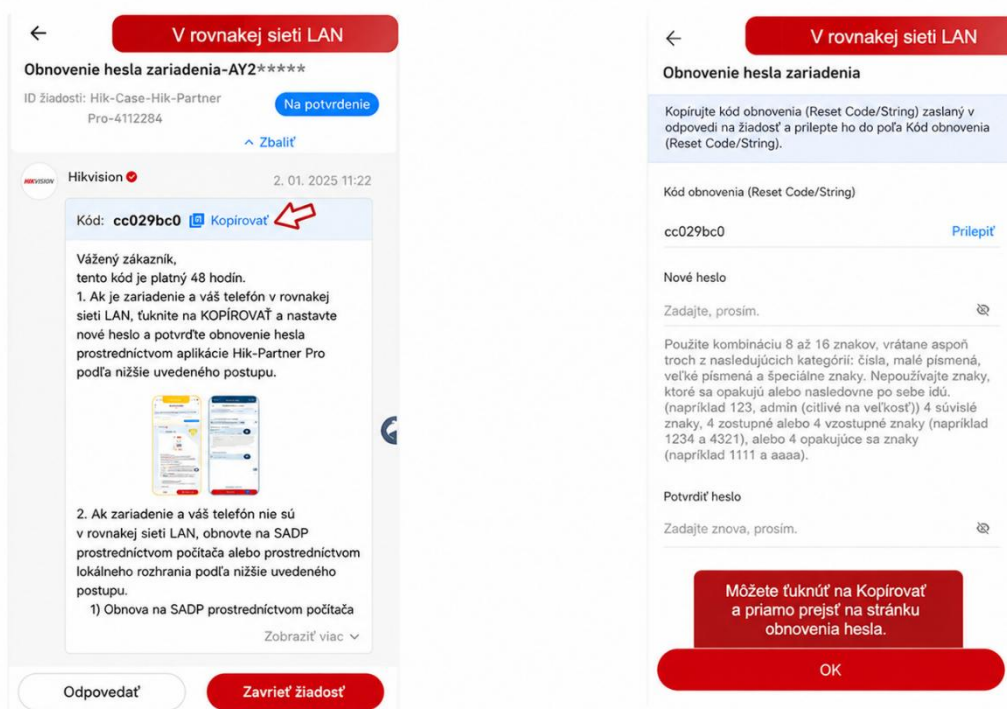 V rovnakej sieti LAN
Obnovenie hesla zariadenia-AY2*****
ID žiadosti: Hik-Case-Hik-Partner
Pro-4112284
Na potvrdenie
Zbaliť
HIKVISION
Hikvision
2. 01. 2025 11:22
Kód: cc029bc0 Kopírovať
Vážený zákazník,
tento kód je platný 48 hodín.
1. Ak je zariadenie a váš telefón v rovnakej
sieti LAN, ťuknite na KOPÍROVAŤ a nastavte
nové heslo a potvrďte obnovenie hesla
prostredníctvom aplikácie Hik-Partner Pro
podľa nižšie uvedeného postupu.
2. Ak zariadenie a váš telefón nie sú
v rovnakej sieti LAN, obnovte na SADP
prostredníctvom počítača alebo prostredníctvom
lokálneho rozhrania podľa nižšie uvedeného
postupu.
1) Obnova na SADP prostredníctvom počítača
Zobraziť viac
Odpovedať
Zavrieť žiadosť
V rovnakej sieti LAN
Obnovenie hesla zariadenia
Kopírujte kód obnovenia (Reset Code/String) zaslaný v
odpovedi na žiadosť a prilepte ho do poľa Kód obnovenia
(Reset Code/String).
Kód obnovenia (Reset Code/String)
cc029bc0
Prilepiť
Nové heslo
Zadajte, prosím.
Použite kombináciu 8 až 16 znakov, vrátane aspoň
troch z nasledujúcich kategórií: čísla, malé písmená,
veľké písmená a špeciálne znaky. Nepoužívajte znaky,
ktoré sa opakujú alebo nasledovne po sebe idú.
(napríklad 123, admin (citlivé na veľkosť)) 4 súvislé
znaky, 4 zostupné alebo 4 vzostupné znaky (napríklad
1234 a 4321), alebo 4 opakujúce sa znaky
(napríklad 1111 a aaaa).
Potvrdiť heslo
Zadajte znova, prosím.
Môžete ťuknúť na Kopírovať
a priamo prejsť na stránku
obnovenia hesla.
OK